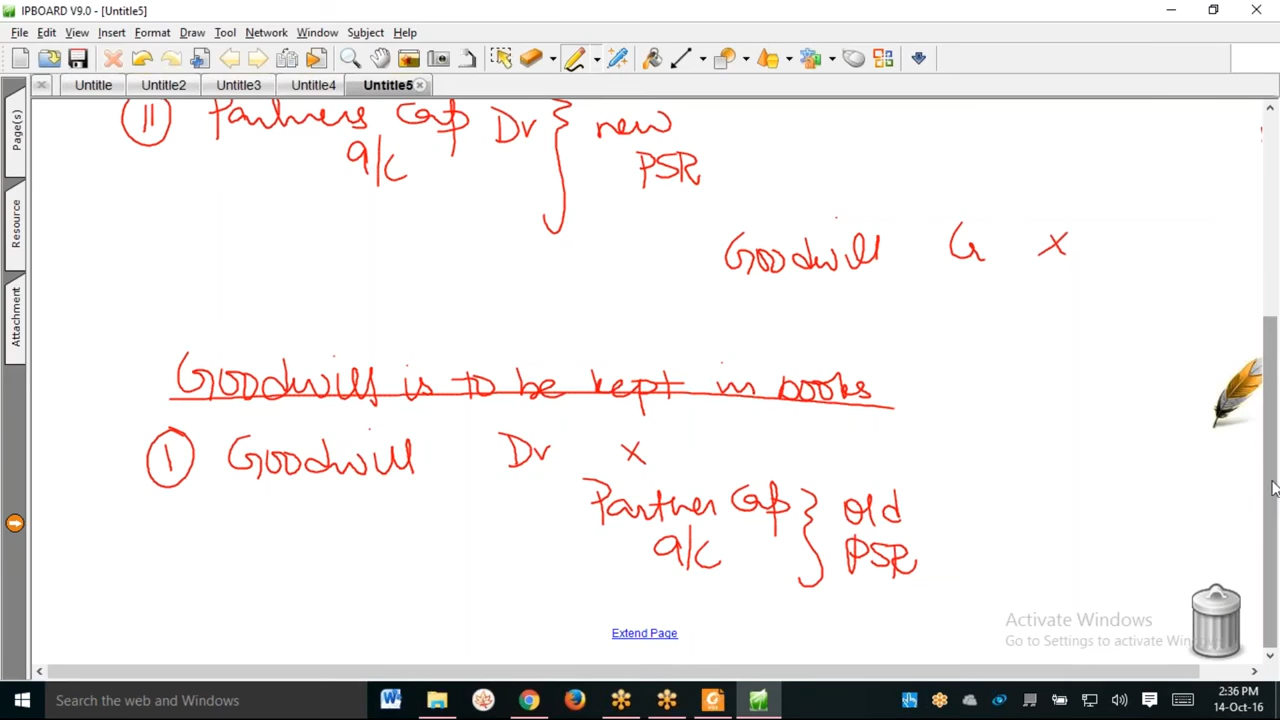 IPBOARD V9.0 - [Untitle5]
File Edit View Insert Format Draw Tool Network Window Subject Help
Untitle Untitle2 Untitle3 Untitle4 Untitle5
Page(s)
Resource
Attachment
(II) Partners Cap Dr } new
a/c PSR
Goodwill Cr x
Goodwill is to be kept in books
(1) Goodwill Dr x
Partner Cap } old
a/c PSR
Extend Page
Activate Windows
Go to Settings to activate Win
Search the web and Windows
2:36 PM
14-Oct-16